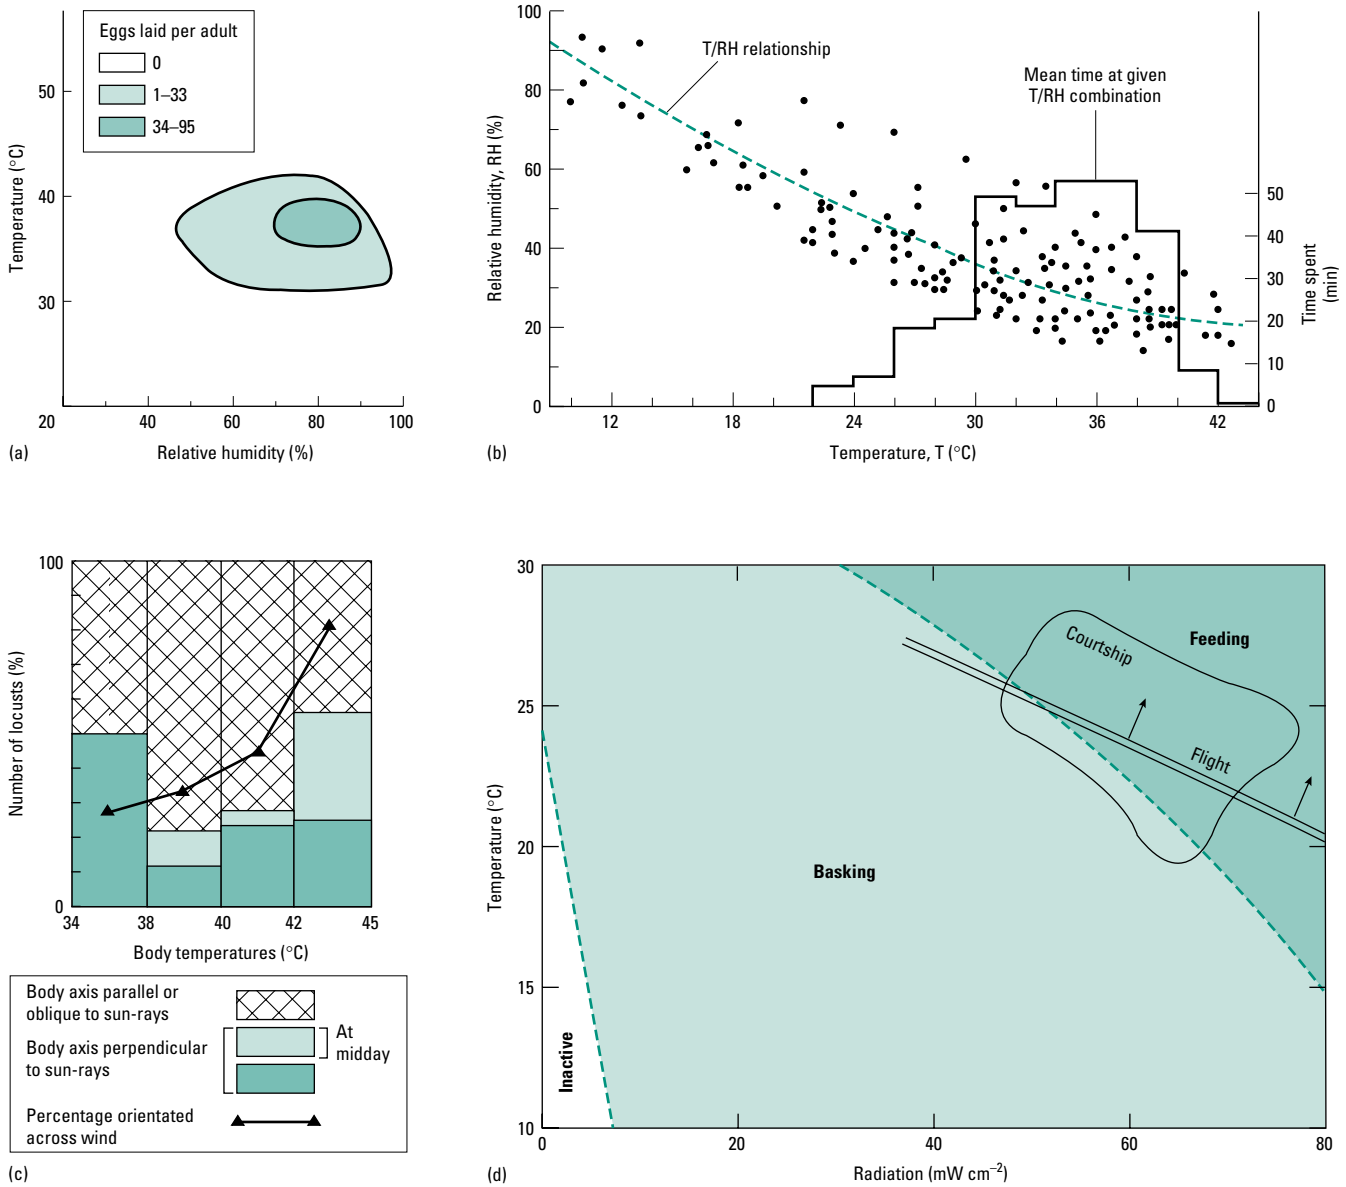 Eggs laid per adult
0
1–33
34–95
50
40
30
20
40
60
80
100
Temperature (°C)
Relative humidity (%)
(a)
100
80
60
40
20
0
Relative humidity, RH (%)
T/RH relationship
Mean time at given
T/RH combination
50
40
30
20
10
0
Time spent
(min)
12
18
24
30
36
42
Temperature, T (°C)
(b)
100
0
Number of locusts (%)
34
38
40
42
45
Body temperatures (°C)
Body axis parallel or
oblique to sun-rays
Body axis perpendicular
to sun-rays
At
midday
Percentage orientated
across wind
(c)
30
25
20
15
10
Temperature (°C)
Courtship
Feeding
Flight
Basking
Inactive
0
20
40
60
80
Radiation (mW cm⁻²)
(d)